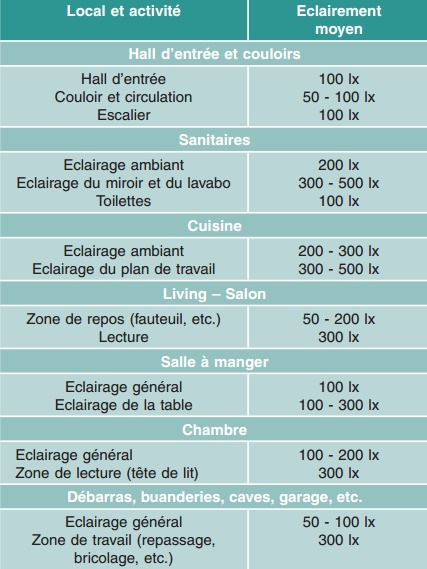 Local et activité Eclairement
moyen
Hall d’entrée et couloirs
Hall d’entrée 100 lx
Couloir et circulation 50 - 100 lx
Escalier 100 lx
Sanitaires
Eclairage ambiant 200 lx
Eclairage du miroir et du lavabo 300 - 500 lx
Toilettes 100 lx
Cuisine
Eclairage ambiant 200 - 300 lx
Eclairage du plan de travail 300 - 500 lx
Living – Salon
Zone de repos (fauteuil, etc.) 50 - 200 lx
Lecture 300 lx
Salle à manger
Eclairage général 100 lx
Eclairage de la table 100 - 300 lx
Chambre
Eclairage général 100 - 200 lx
Zone de lecture (tête de lit) 300 lx
Débarras, buanderies, caves, garage, etc.
Eclairage général 50 - 100 lx
Zone de travail (repassage, 300 lx
bricolage, etc.)